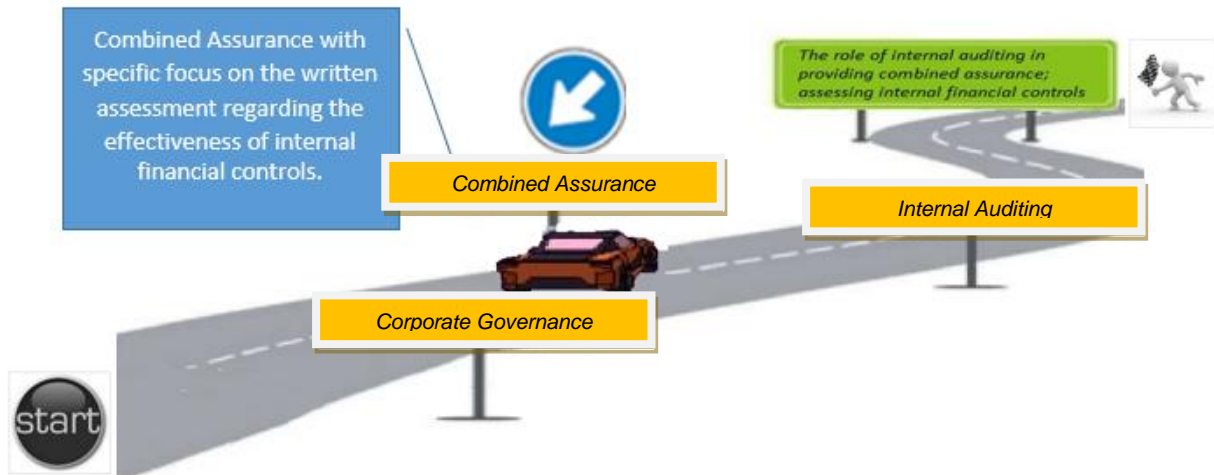 Combined Assurance with
specific focus on the written
assessment regarding the
effectiveness of internal
financial controls.
The role of internal auditing in
providing combined assurance;
assessing internal financial controls
Combined Assurance
Internal Auditing
Corporate Governance
start